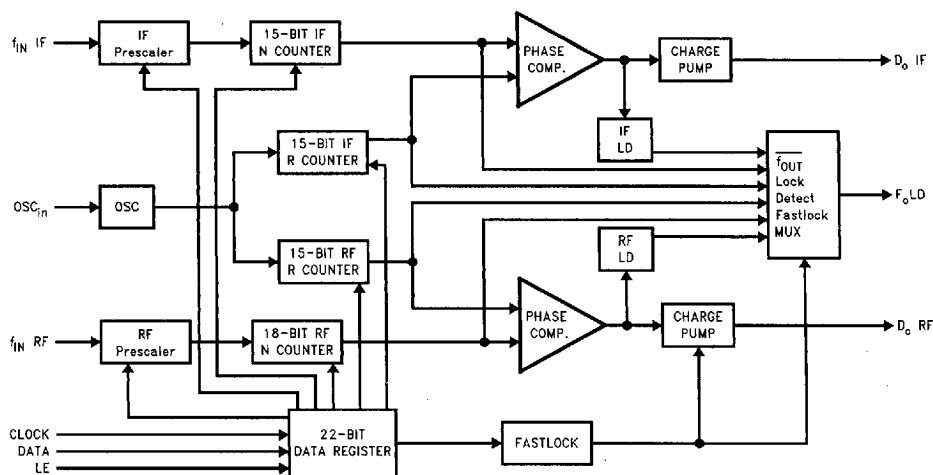 f_IN IF
IF
Prescaler
15-BIT IF
N COUNTER
PHASE
COMP.
CHARGE
PUMP
D_o IF
IF
LD
15-BIT IF
R COUNTER
OSC_in
OSC
f_OUT
Lock
Detect
Fastlock
MUX
F_oLD
15-BIT RF
R COUNTER
RF
LD
f_IN RF
RF
Prescaler
18-BIT RF
N COUNTER
PHASE
COMP.
CHARGE
PUMP
D_o RF
CLOCK
DATA
LE
22-BIT
DATA REGISTER
FASTLOCK